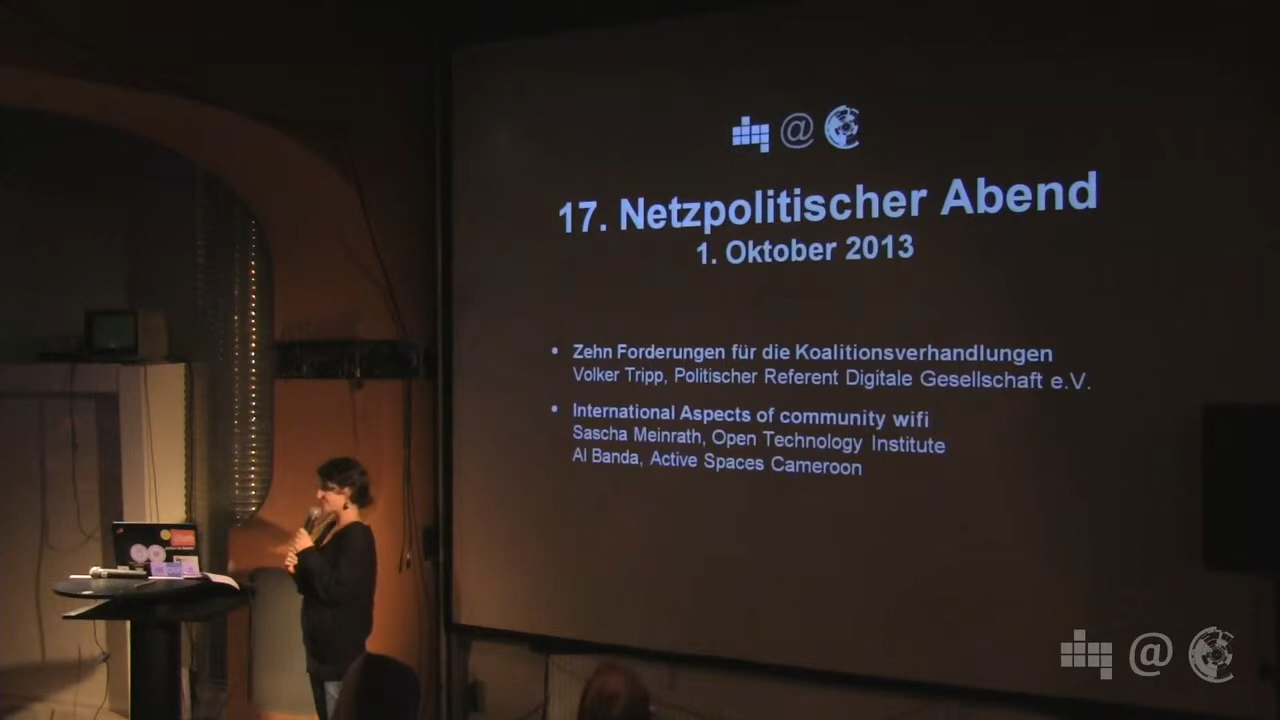 @
17. Netzpolitischer Abend
1. Oktober 2013
• Zehn Forderungen für die Koalitionsverhandlungen
Volker Tripp, Politischer Referent Digitale Gesellschaft e.V.
• International Aspects of community wifi
Sascha Meinrath, Open Technology Institute
Al Banda, Active Spaces Cameroon
@